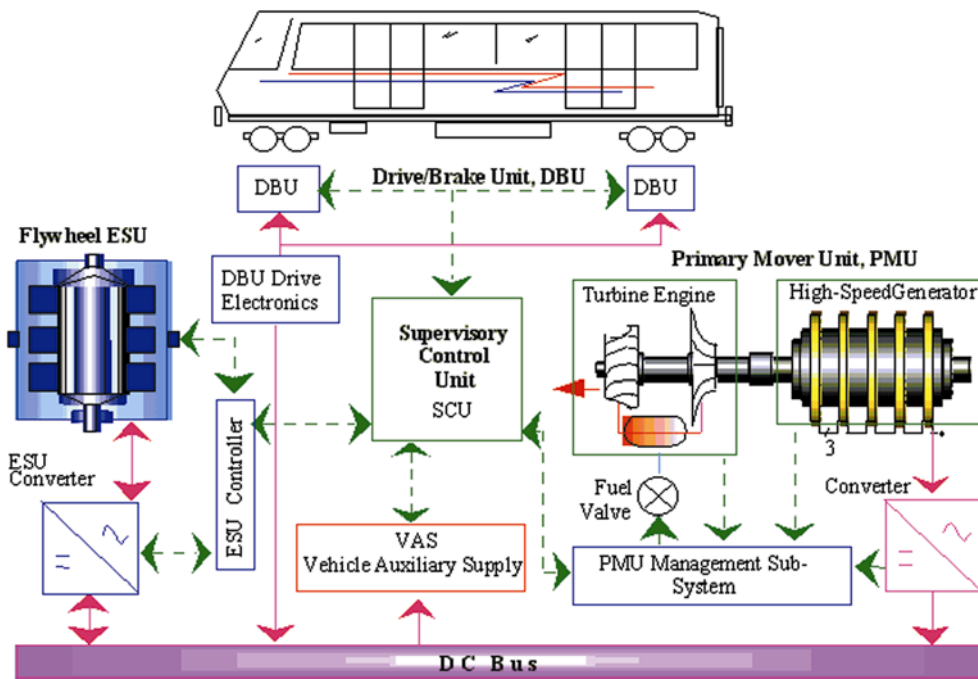 DBU
Drive/Brake Unit, DBU
DBU
Flywheel ESU
DBU Drive
Electronics
Primary Mover Unit, PMU
Turbine Engine
High-SpeedGenerator
Supervisory
Control
Unit
SCU
3
ESU
Converter
ESU Controller
Fuel
Valve
Converter
VAS
Vehicle Auxiliary Supply
PMU Management Sub-
System
DC Bus